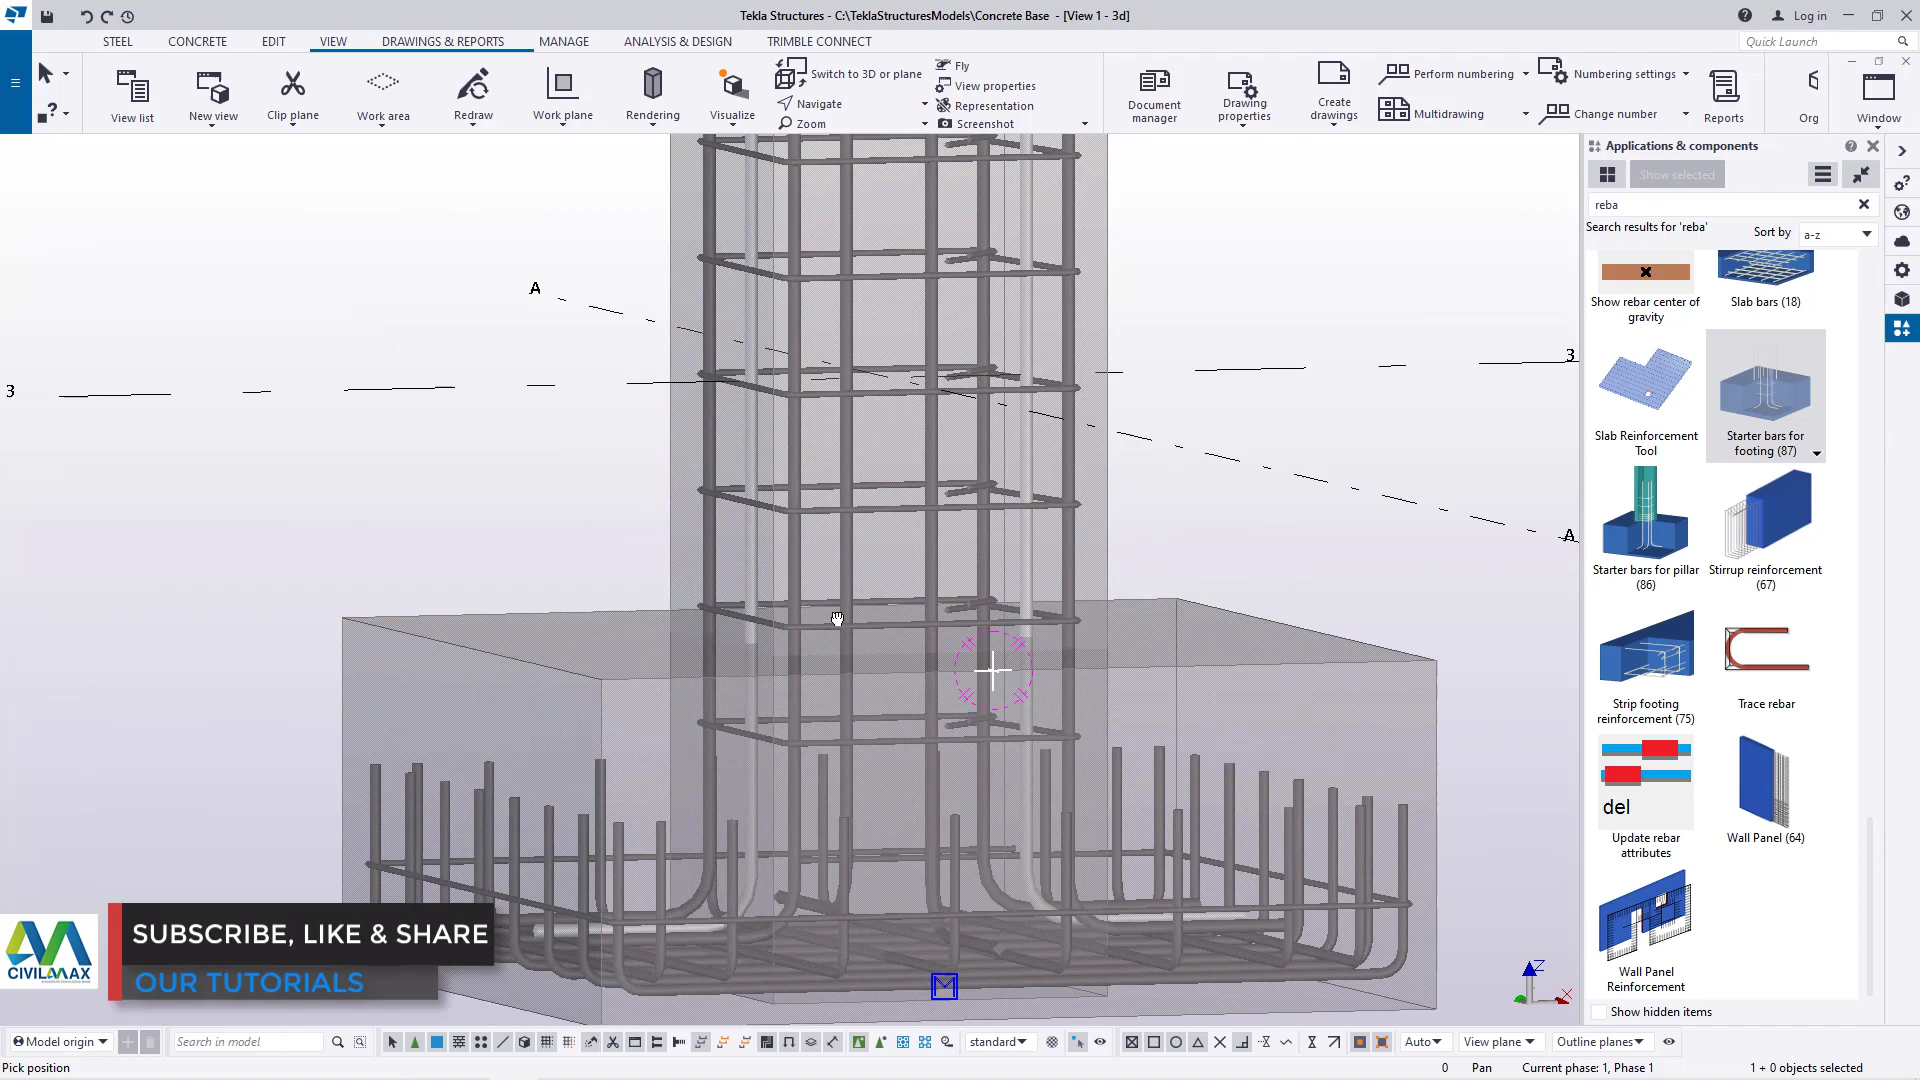 Tekla Structures - C:\TeklaStructuresModels\Concrete Base - [View 1 - 3d]
Log in
STEEL
CONCRETE
EDIT
VIEW
DRAWINGS & REPORTS
MANAGE
ANALYSIS & DESIGN
TRIMBLE CONNECT
Quick Launch
View list
New view
Clip plane
Work area
Redraw
Work plane
Rendering
Visualize
Switch to 3D or plane
Navigate
Zoom
Fly
View properties
Representation
Screenshot
Document manager
Drawing properties
Create drawings
Perform numbering
Multidrawing
Numbering settings
Change number
Reports
Org
Window
Applications & components
Show selected
reba
Search results for 'reba'
Sort by
a-z
Show rebar center of gravity
Slab bars (18)
Slab Reinforcement Tool
Starter bars for footing (87)
Starter bars for pillar (86)
Stirrup reinforcement (67)
Strip footing reinforcement (75)
Trace rebar
del
Update rebar attributes
Wall Panel (64)
Wall Panel Reinforcement
Show hidden items
A
3
3
A
Z
X
M
CIVILMAX
SUBSCRIBE, LIKE & SHARE
OUR TUTORIALS
Model origin
Search in model
standard
Auto
View plane
Outline planes
Pick position
0
Pan
Current phase: 1, Phase 1
1 + 0 objects selected